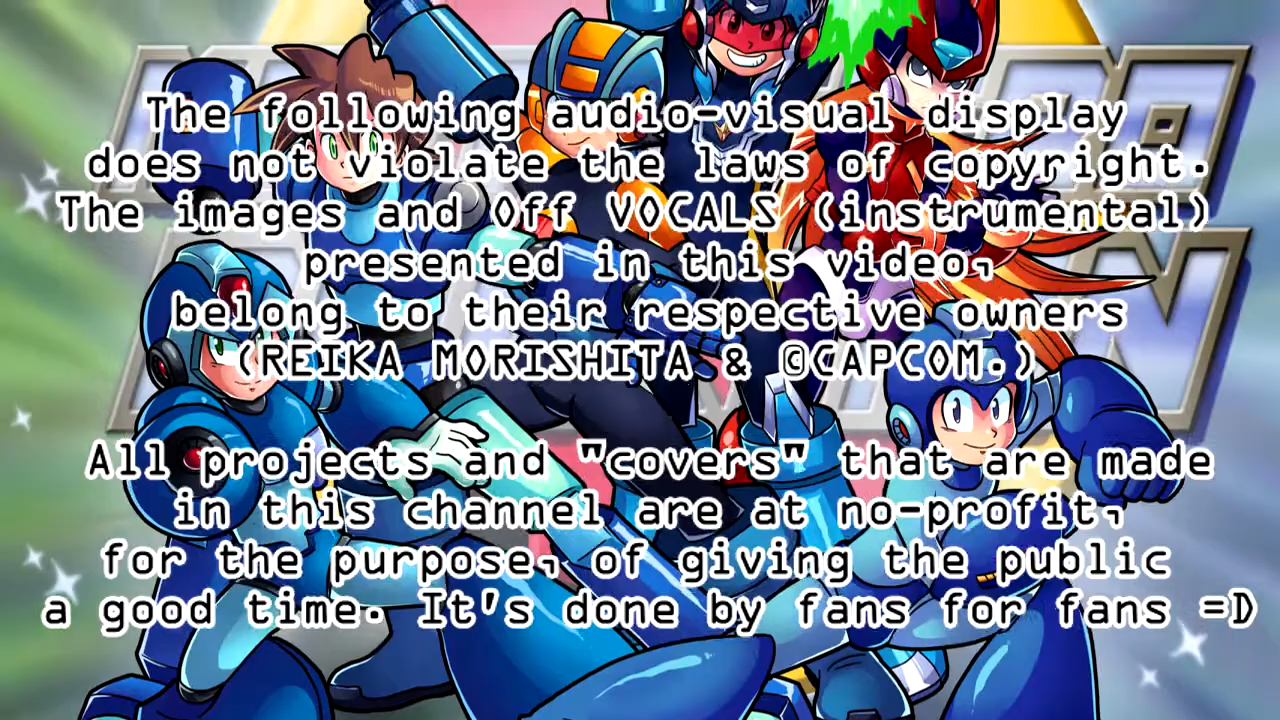 The following audio-visual display
does not violate the laws of copyright.
The images and Off VOCALS (instrumental)
presented in this video,
belong to their respective owners
(REIKA MORISHITA & @CAPCOM.)
All projects and "covers" that are made
in this channel are at no-profit,
for the purpose, of giving the public
a good time. It's done by fans for fans =D